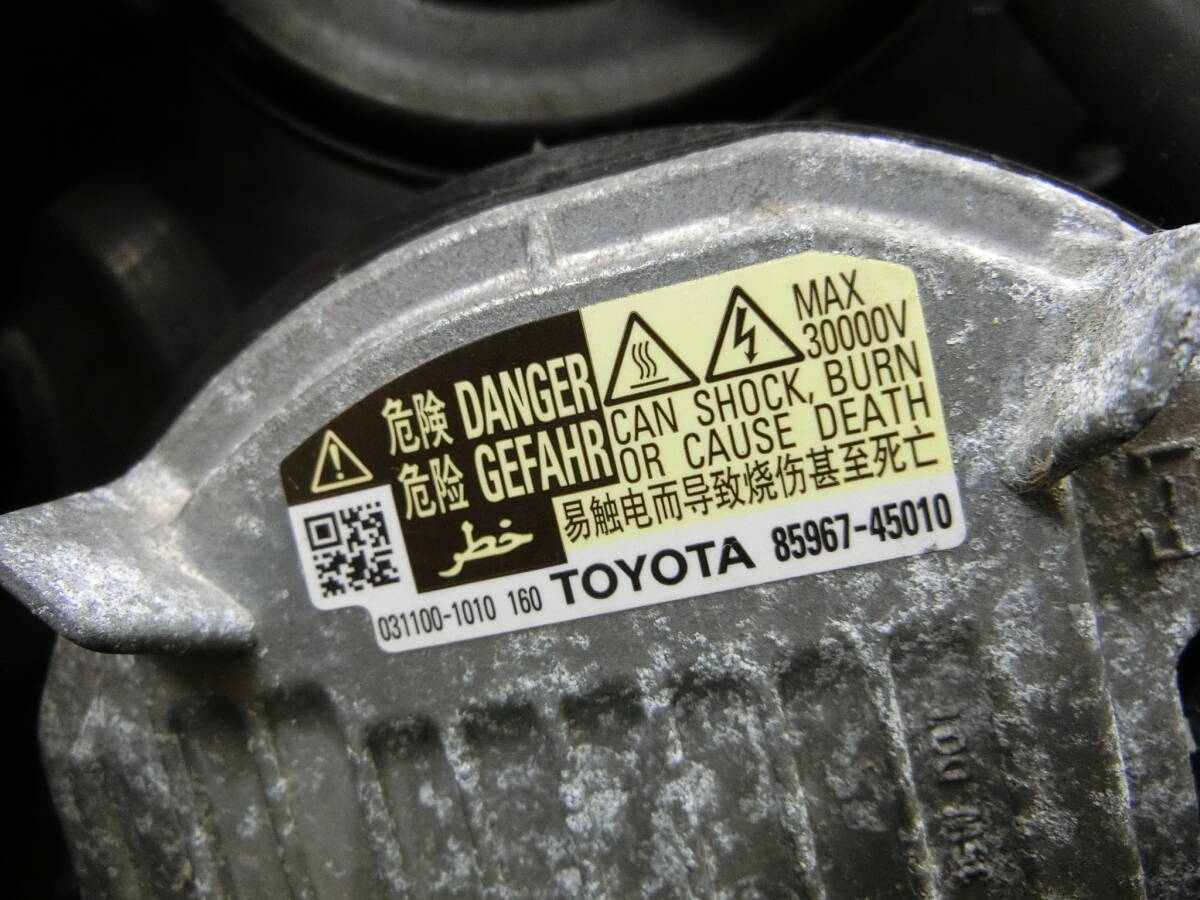 危険 DANGER
危险 GEFAHR
خطر
MAX
30000V
CAN SHOCK, BURN
OR CAUSE DEATH
易触电而导致烧伤甚至死亡
031100-1010 160 TOYOTA 85967-45010